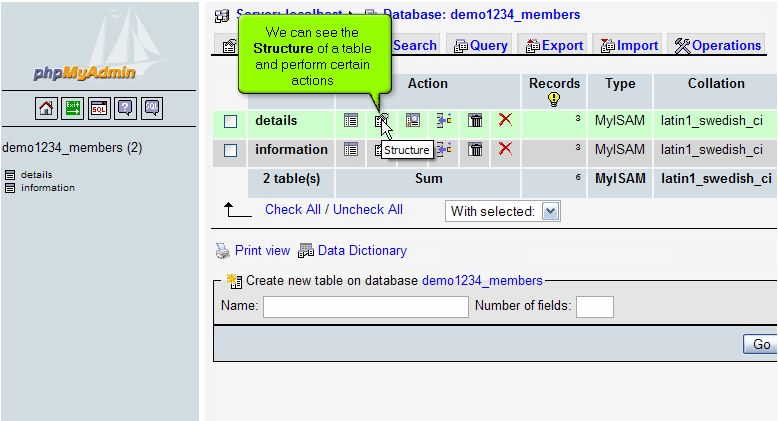 phpMyAdmin
SQL
demo1234_members (2)
details
information
Server: localhost Database: demo1234_members
We can see the
Structure of a table
and perform certain
actions
Search Query Export Import Operations
Action Records Type Collation
details 3 MyISAM latin1_swedish_ci
Structure
information 3 MyISAM latin1_swedish_ci
2 table(s) Sum 6 MyISAM latin1_swedish_ci
Check All / Uncheck All With selected:
Print view Data Dictionary
Create new table on database demo1234_members
Name: Number of fields:
Go